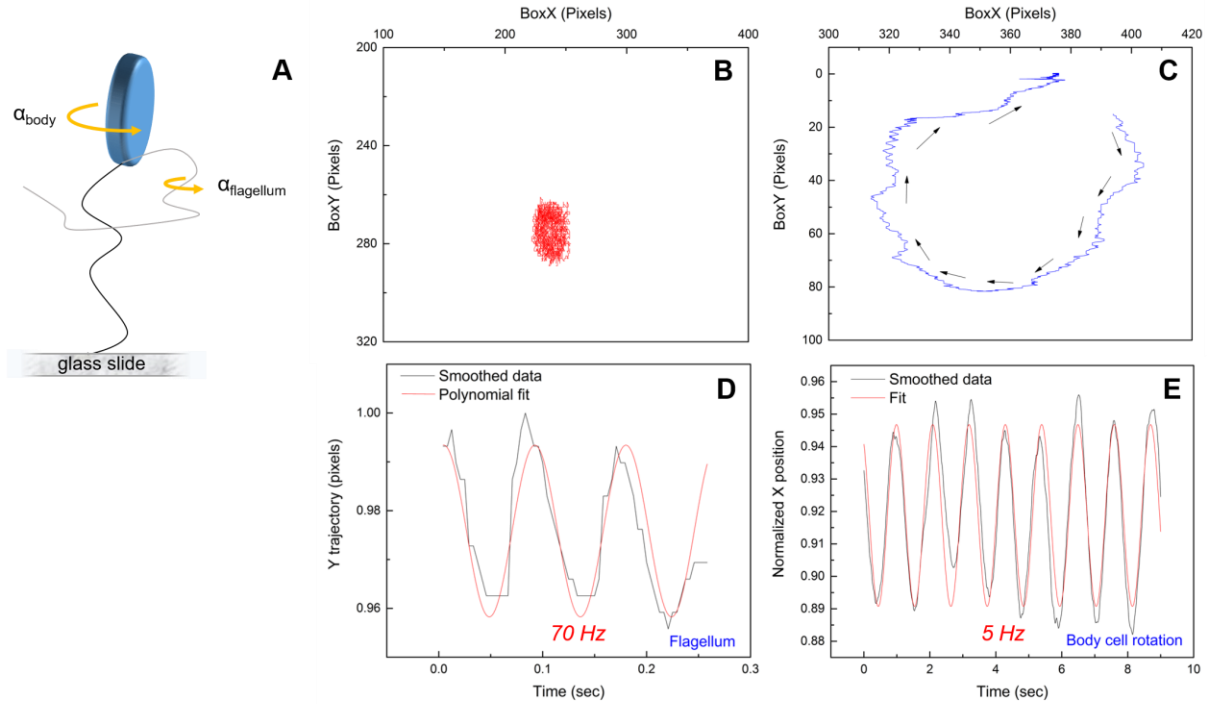 A
α body
α flagellum
glass slide
BoxX (Pixels)
100 200 300 400
B
BoxY (Pixels)
200
240
280
320
BoxX (Pixels)
300 320 340 360 380 400 420
C
BoxY (Pixels)
0
20
40
60
80
100
Smoothed data
Polynomial fit
D
Y trajectory (pixels)
1.00
0.98
0.96
70 Hz
Flagellum
0.0 0.1 0.2 0.3
Time (sec)
Smoothed data
Fit
E
Normalized X position
0.96
0.95
0.94
0.93
0.92
0.91
0.90
0.89
0.88
5 Hz
Body cell rotation
0 2 4 6 8 10
Time (sec)